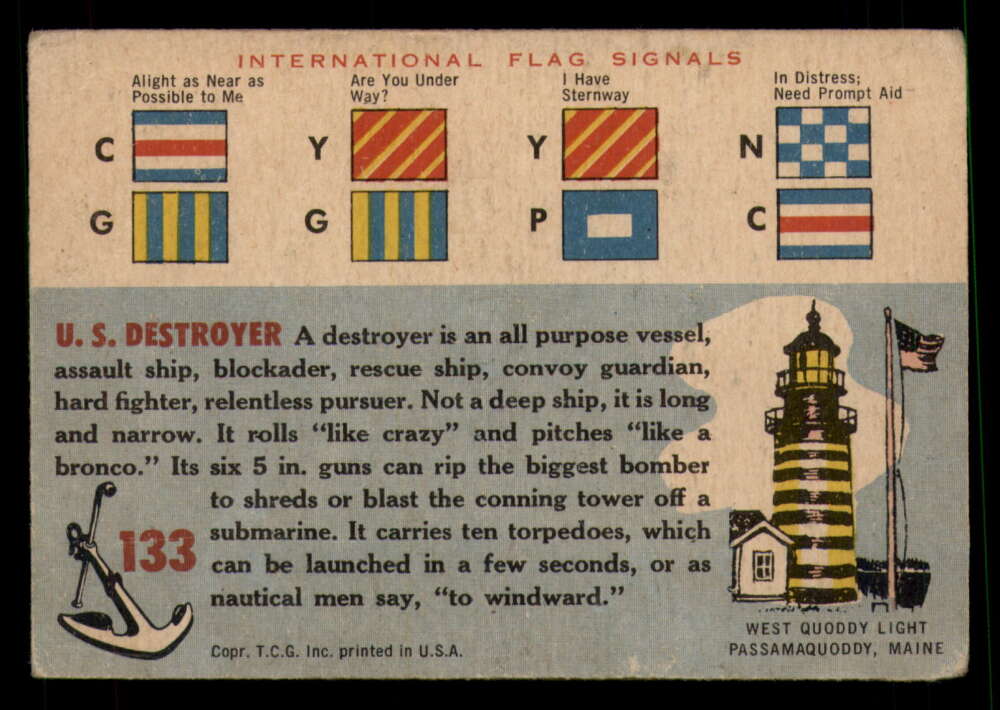 INTERNATIONAL FLAG SIGNALS
Alight as Near as
Possible to Me
Are You Under
Way?
I Have
Sternway
In Distress;
Need Prompt Aid
C
Y
Y
N
G
G
P
C
U. S. DESTROYER A destroyer is an all purpose vessel,
assault ship, blockader, rescue ship, convoy guardian,
hard fighter, relentless pursuer. Not a deep ship, it is long
and narrow. It rolls “like crazy” and pitches “like a
bronco.” Its six 5 in. guns can rip the biggest bomber
to shreds or blast the conning tower off a
submarine. It carries ten torpedoes, which
can be launched in a few seconds, or as
nautical men say, “to windward.”
133
Copr. T.C.G. Inc. printed in U.S.A.
WEST QUODDY LIGHT
PASSAMAQUODDY, MAINE